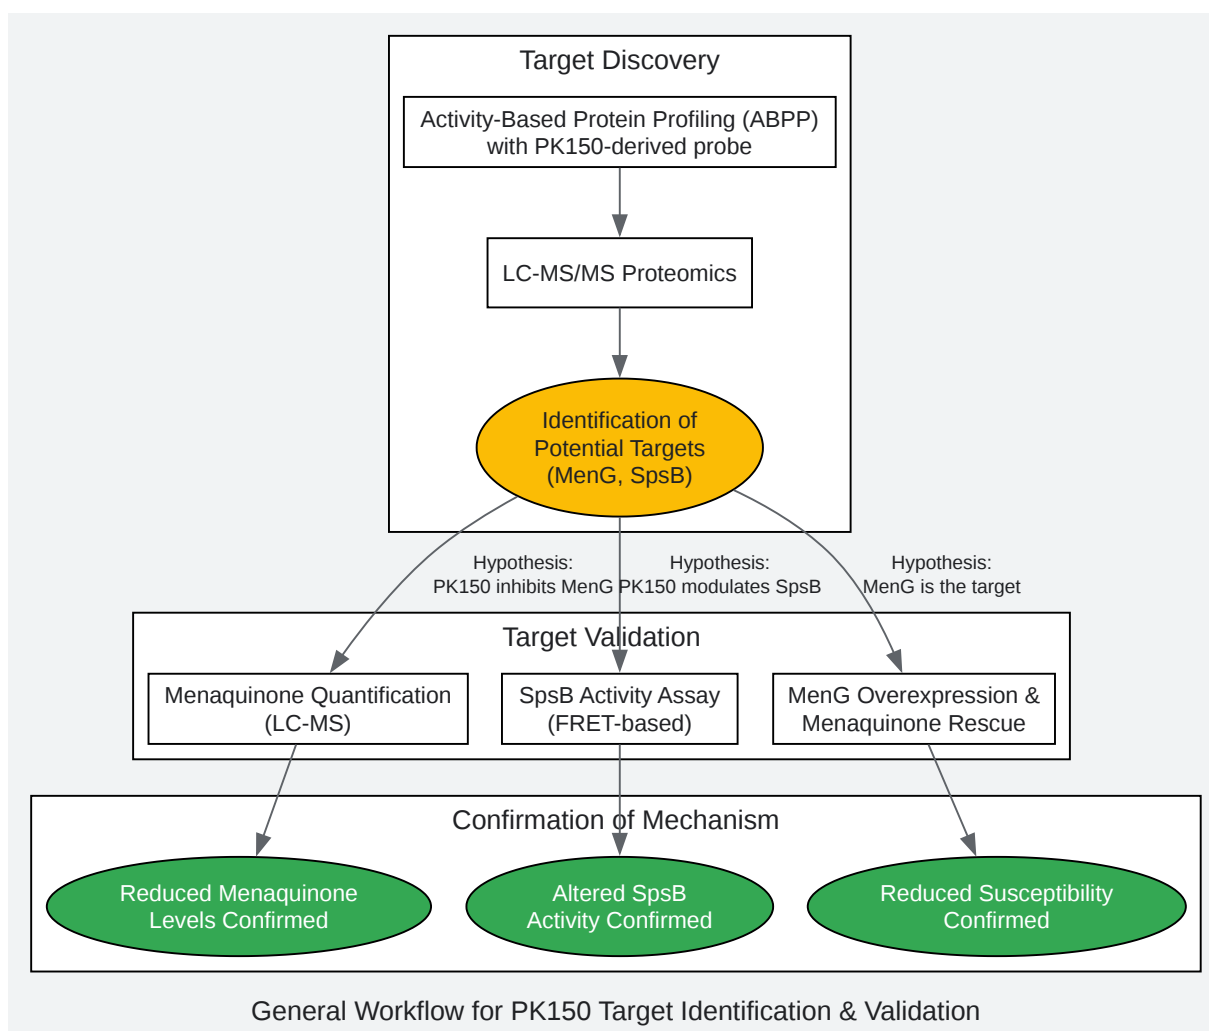 Target Discovery
Activity-Based Protein Profiling (ABPP)
with PK150-derived probe
LC-MS/MS Proteomics
Identification of
Potential Targets
(MenG, SpsB)
Hypothesis:
PK150 inhibits MenG
Hypothesis:
PK150 modulates SpsB
Hypothesis:
MenG is the target
Target Validation
Menaquinone Quantification
(LC-MS)
SpsB Activity Assay
(FRET-based)
MenG Overexpression &
Menaquinone Rescue
Confirmation of Mechanism
Reduced Menaquinone
Levels Confirmed
Altered SpsB
Activity Confirmed
Reduced Susceptibility
Confirmed
General Workflow for PK150 Target Identification & Validation